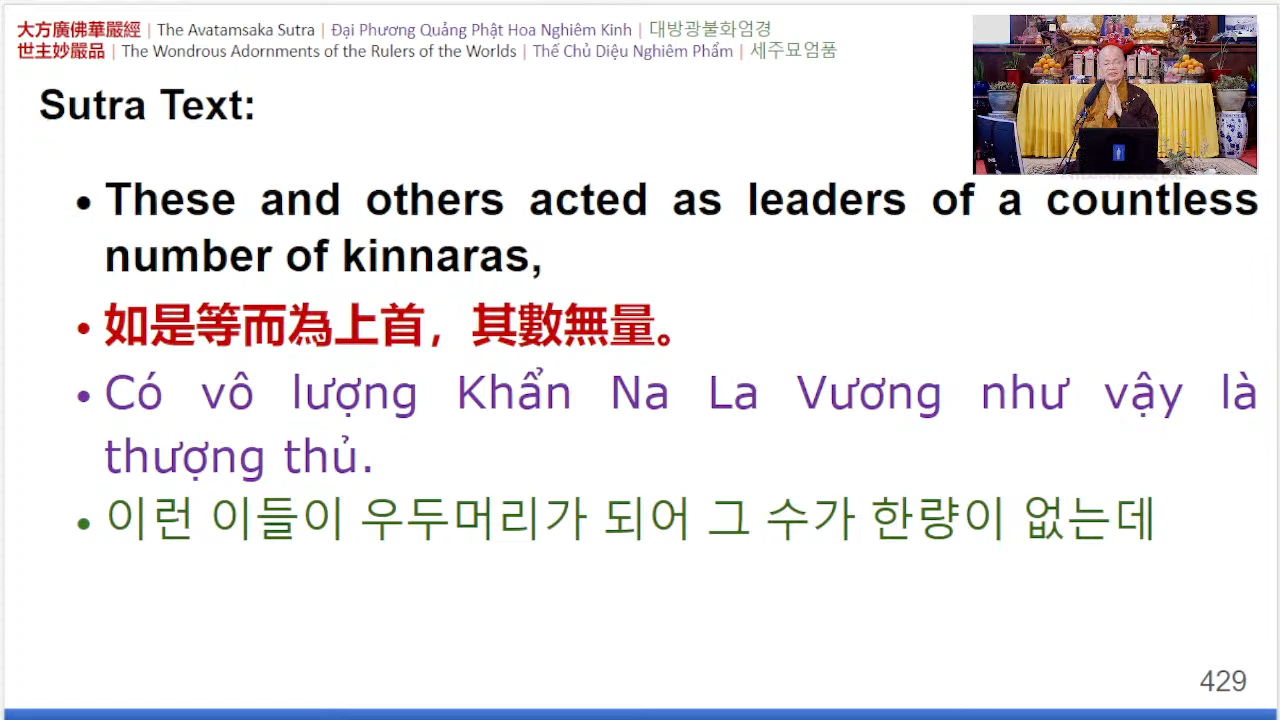 大方廣佛華嚴經 | The Avatamsaka Sutra | Đại Phương Quảng Phật Hoa Nghiêm Kinh | 대방광불화엄경
世主妙嚴品 | The Wondrous Adornments of the Rulers of the Worlds | Thế Chủ Diệu Nghiêm Phẩm | 세주묘엄품
Sutra Text:
• These and others acted as leaders of a countless
number of kinnaras,
• 如是等而為上首，其數無量。
• Có vô lượng Khẩn Na La Vương như vậy là
thượng thủ.
• 이런 이들이 우두머리가 되어 그 수가 한량이 없는데
429